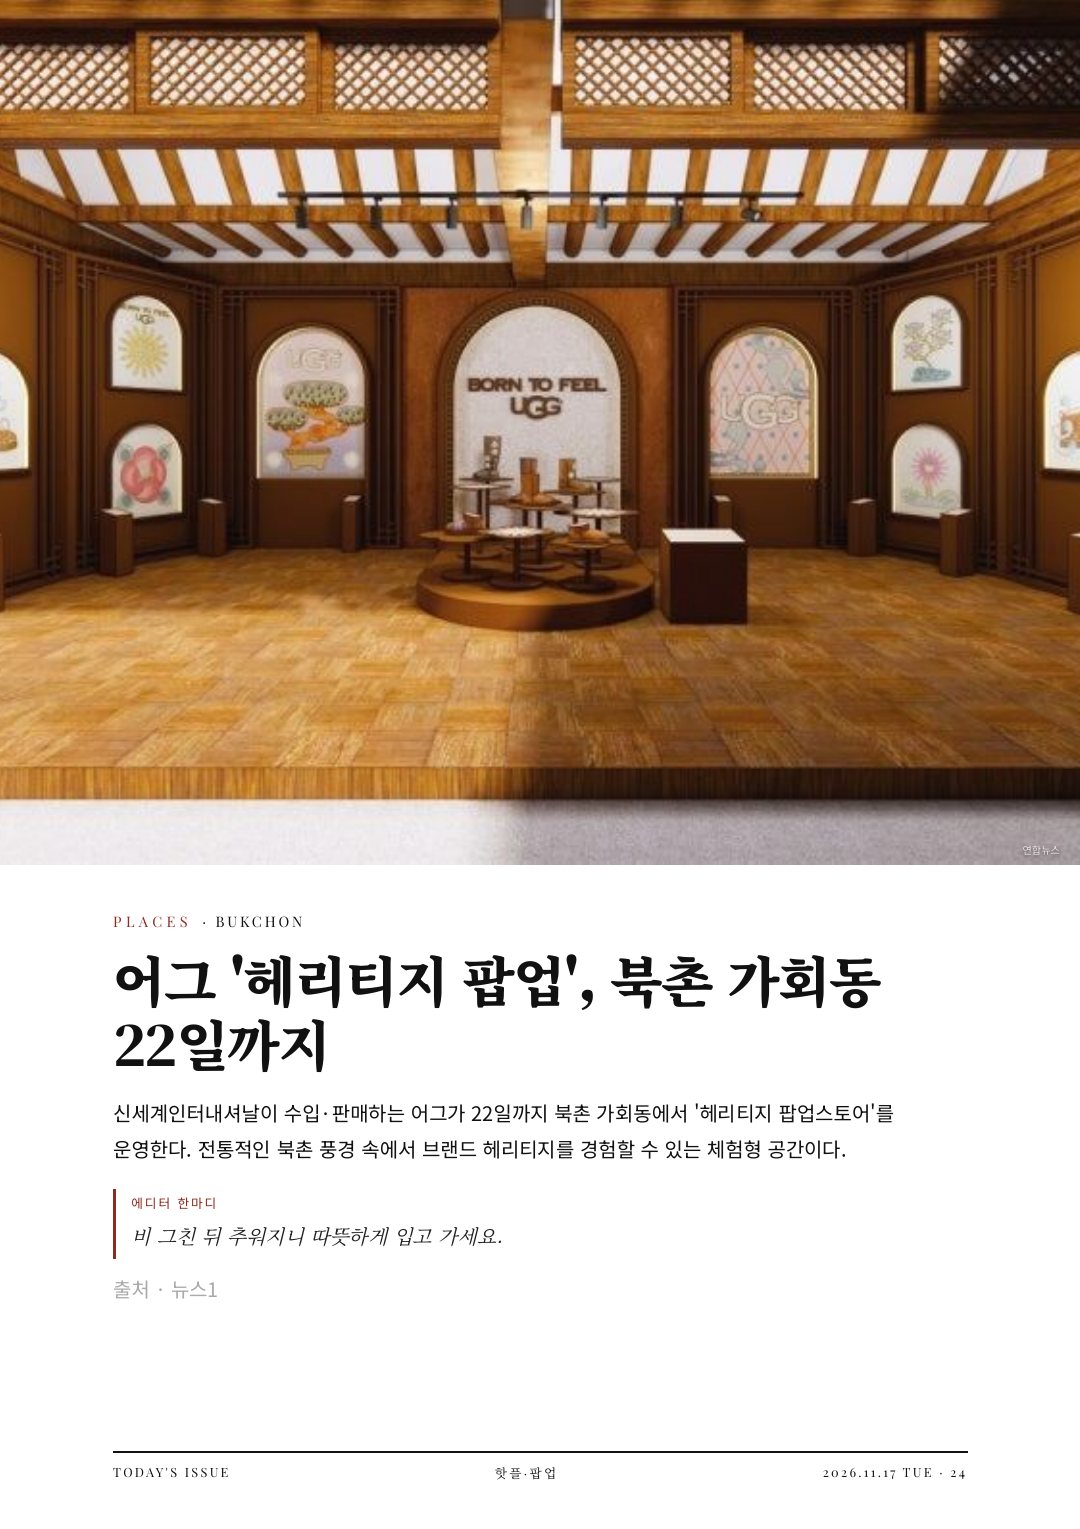 BORN TO FEEL
UGG
BORN TO FEEL
UGG
UGG
UGG
연합뉴스
PLACES · BUKCHON
어그 '헤리티지 팝업', 북촌 가회동
22일까지
신세계인터내셔날이 수입·판매하는 어그가 22일까지 북촌 가회동에서 '헤리티지 팝업스토어'를
운영한다. 전통적인 북촌 풍경 속에서 브랜드 헤리티지를 경험할 수 있는 체험형 공간이다.
에디터 한마디
비 그친 뒤 추워지니 따뜻하게 입고 가세요.
출처 · 뉴스1
TODAY'S ISSUE
핫플·팝업
2026.11.17 TUE · 24